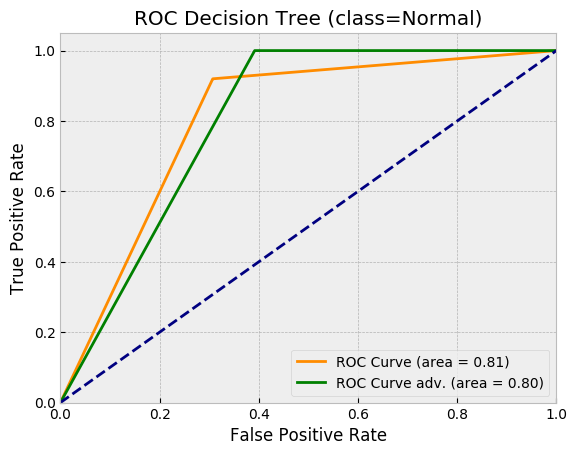 ROC Decision Tree (class=Normal)
1.0
0.8
0.6
0.4
0.2
0.0
True Positive Rate
ROC Curve (area = 0.81)
ROC Curve adv. (area = 0.80)
0.0 0.2 0.4 0.6 0.8 1.0
False Positive Rate